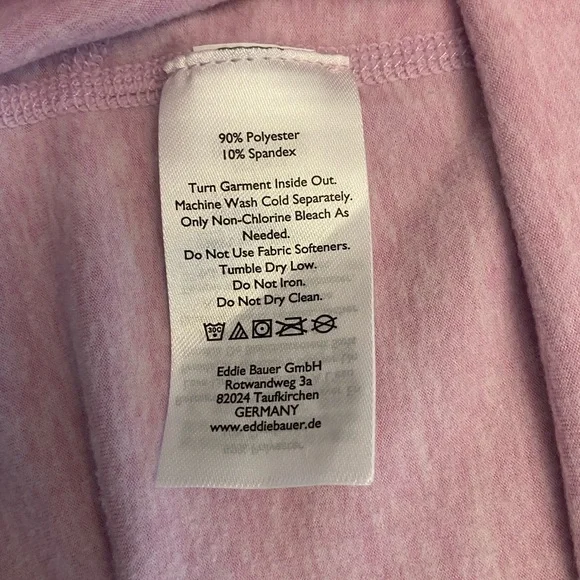 90% Polyester
10% Spandex
Turn Garment Inside Out.
Machine Wash Cold Separately.
Only Non-Chlorine Bleach As
Needed.
Do Not Use Fabric Softeners.
Tumble Dry Low.
Do Not Iron.
Do Not Dry Clean.
30C
Eddie Bauer GmbH
Rotwandweg 3a
82024 Taufkirchen
GERMANY
www.eddiebauer.de